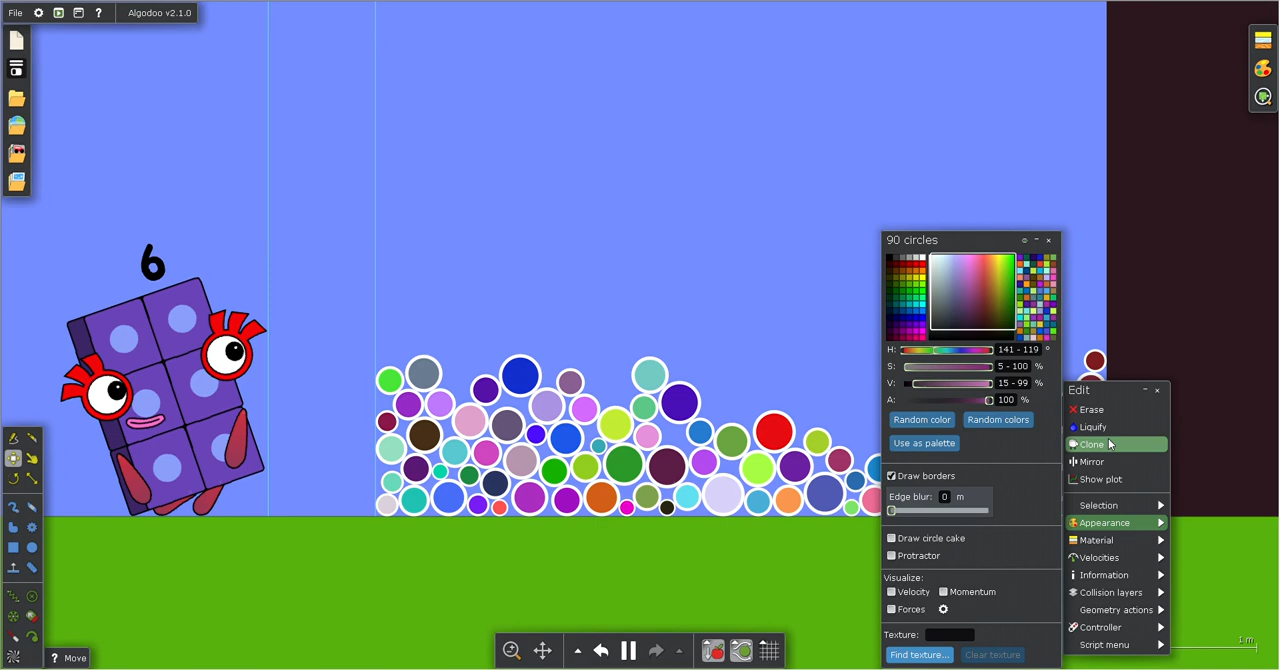 File
?
Algodoo v2.1.0
6
90 circles
H: 141 - 119 °
S: 5 - 100 %
V: 15 - 99 %
A: 100 %
Random color
Random colors
Use as palette
Draw borders
Edge blur: 0 m
Draw circle cake
Protractor
Visualize:
Velocity
Momentum
Forces
Texture:
Find texture...
Clear texture
Edit
Erase
Liquify
Clone
Mirror
Show plot
Selection
Appearance
Material
Velocities
Information
Collision layers
Geometry actions
Controller
Script menu
1 m
? Move